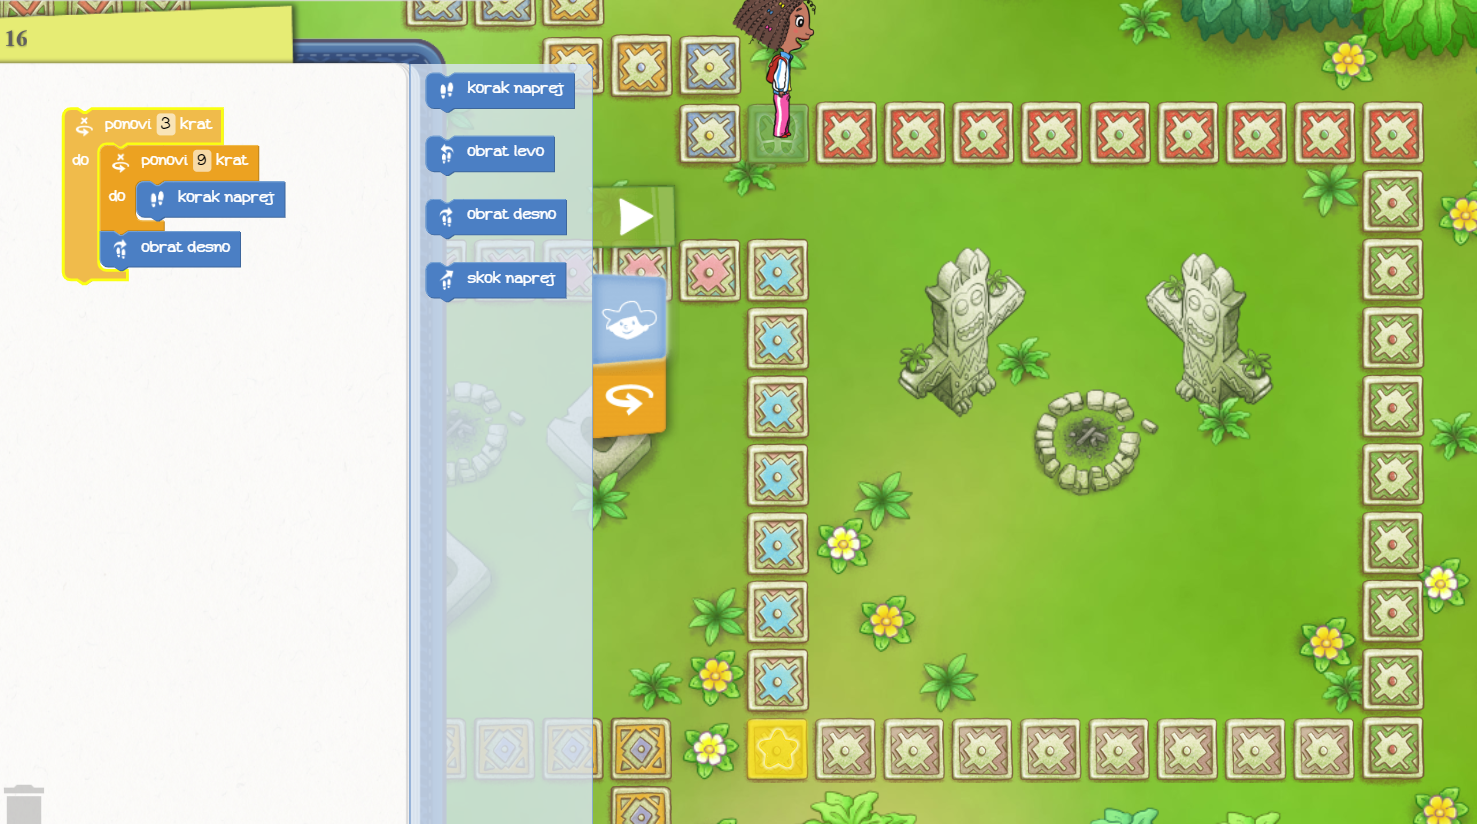 16
korak naprej
ponovi 3 krat
do
ponovi 9 krat
do
korak naprej
obrat desno
obrat levo
obrat desno
skok naprej